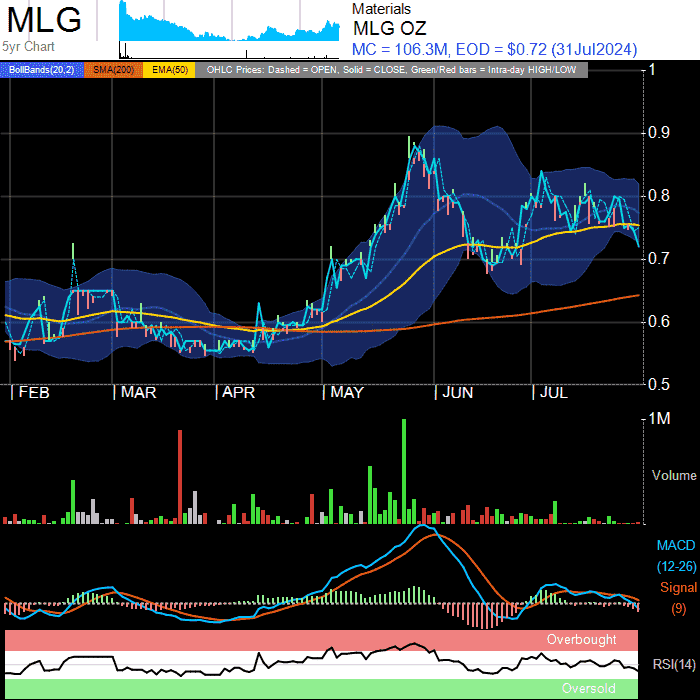 MLG
5yr Chart
Materials
MLG OZ
MC = 106.3M, EOD = $0.72 (31Jul2024)
BollBands(20,2) SMA(200) EMA(50) OHLC Prices: Dashed = OPEN, Solid = CLOSE, Green/Red bars = Intra-day HIGH/LOW
1
0.9
0.8
0.7
0.6
0.5
FEB MAR APR MAY JUN JUL
1M
Volume
MACD
(12-26)
Signal
(9)
Overbought
RSI(14)
Oversold